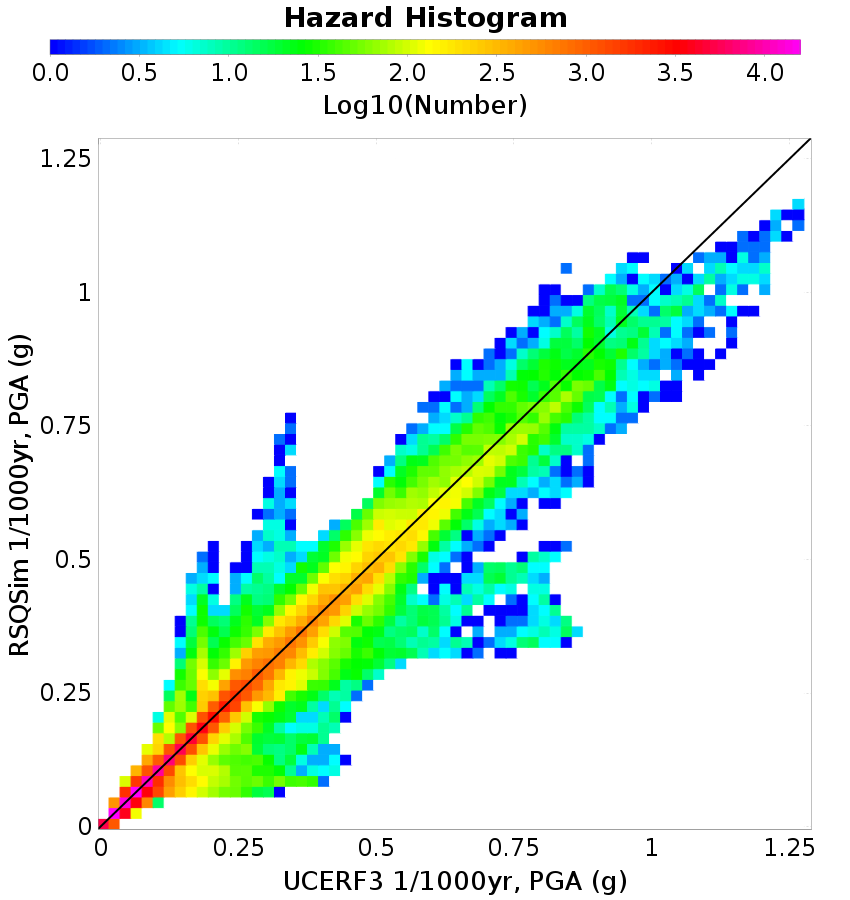 Hazard Histogram
0.0 0.5 1.0 1.5 2.0 2.5 3.0 3.5 4.0
Log10(Number)
1.25
1
0.75
0.5
0.25
0
RSQSim 1/1000yr, PGA (g)
0 0.25 0.5 0.75 1 1.25
UCERF3 1/1000yr, PGA (g)